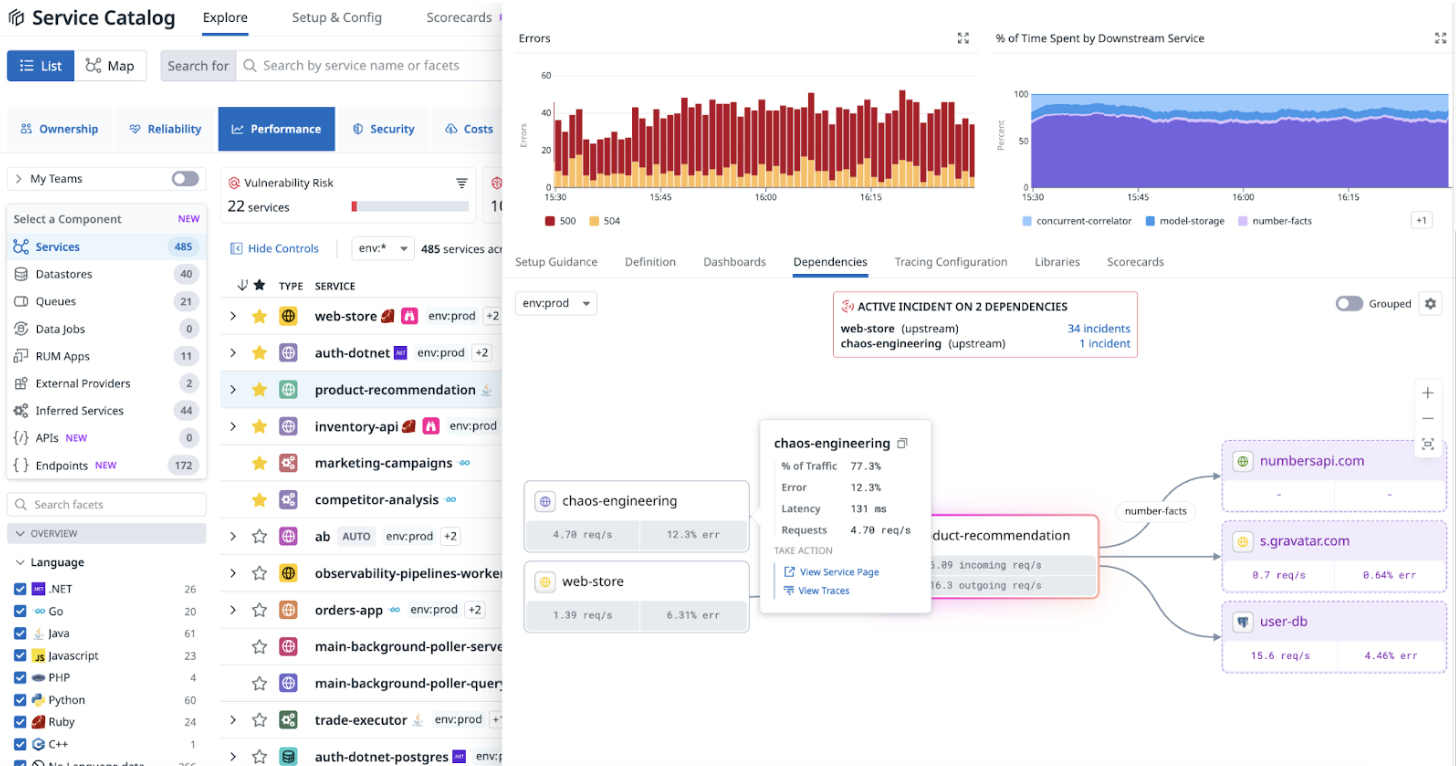 Service Catalog
Explore
Setup & Config
Scorecards
List
Map
Search for
Search by service name or facets
Ownership
Reliability
Performance
Security
Costs
My Teams
Select a Component NEW
Services 485
Datastores 40
Queues 21
Data Jobs 0
RUM Apps 11
External Providers 2
Inferred Services 44
APIs NEW 0
Endpoints NEW 172
Search facets
OVERVIEW
Language
.NET 26
Go 20
Java 61
JS Javascript 23
PHP 4
Python 60
Ruby 24
C++ 1
Vulnerability Risk
22 services
Hide Controls
env:*
485 services
TYPE SERVICE
web-store env:prod +2
auth-dotnet env:prod +2
product-recommendation
inventory-api env:prod
marketing-campaigns
competitor-analysis
ab AUTO env:prod +2
observability-pipelines-worke
orders-app env:prod +2
main-background-poller-serve
main-background-poller-query
trade-executor env:prod
auth-dotnet-postgres
Errors
60
40
20
0
Errors
15:30 15:45 16:00 16:15
500 504
% of Time Spent by Downstream Service
100
50
0
Percent
15:30 15:45 16:00 16:15
concurrent-correlator model-storage number-facts +1
Setup Guidance Definition Dashboards Dependencies Tracing Configuration Libraries Scorecards
env:prod
ACTIVE INCIDENT ON 2 DEPENDENCIES
web-store (upstream) 34 incidents
chaos-engineering (upstream) 1 incident
Grouped
chaos-engineering
4.70 req/s 12.3% err
web-store
1.39 req/s 6.31% err
chaos-engineering
% of Traffic 77.3%
Error 12.3%
Latency 131 ms
Requests 4.70 req/s
TAKE ACTION
View Service Page
View Traces
duct-recommendation
.09 incoming req/s
16.3 outgoing req/s
number-facts
numbersapi.com
- -
s.gravatar.com
0.7 req/s 0.64% err
user-db
15.6 req/s 4.46% err